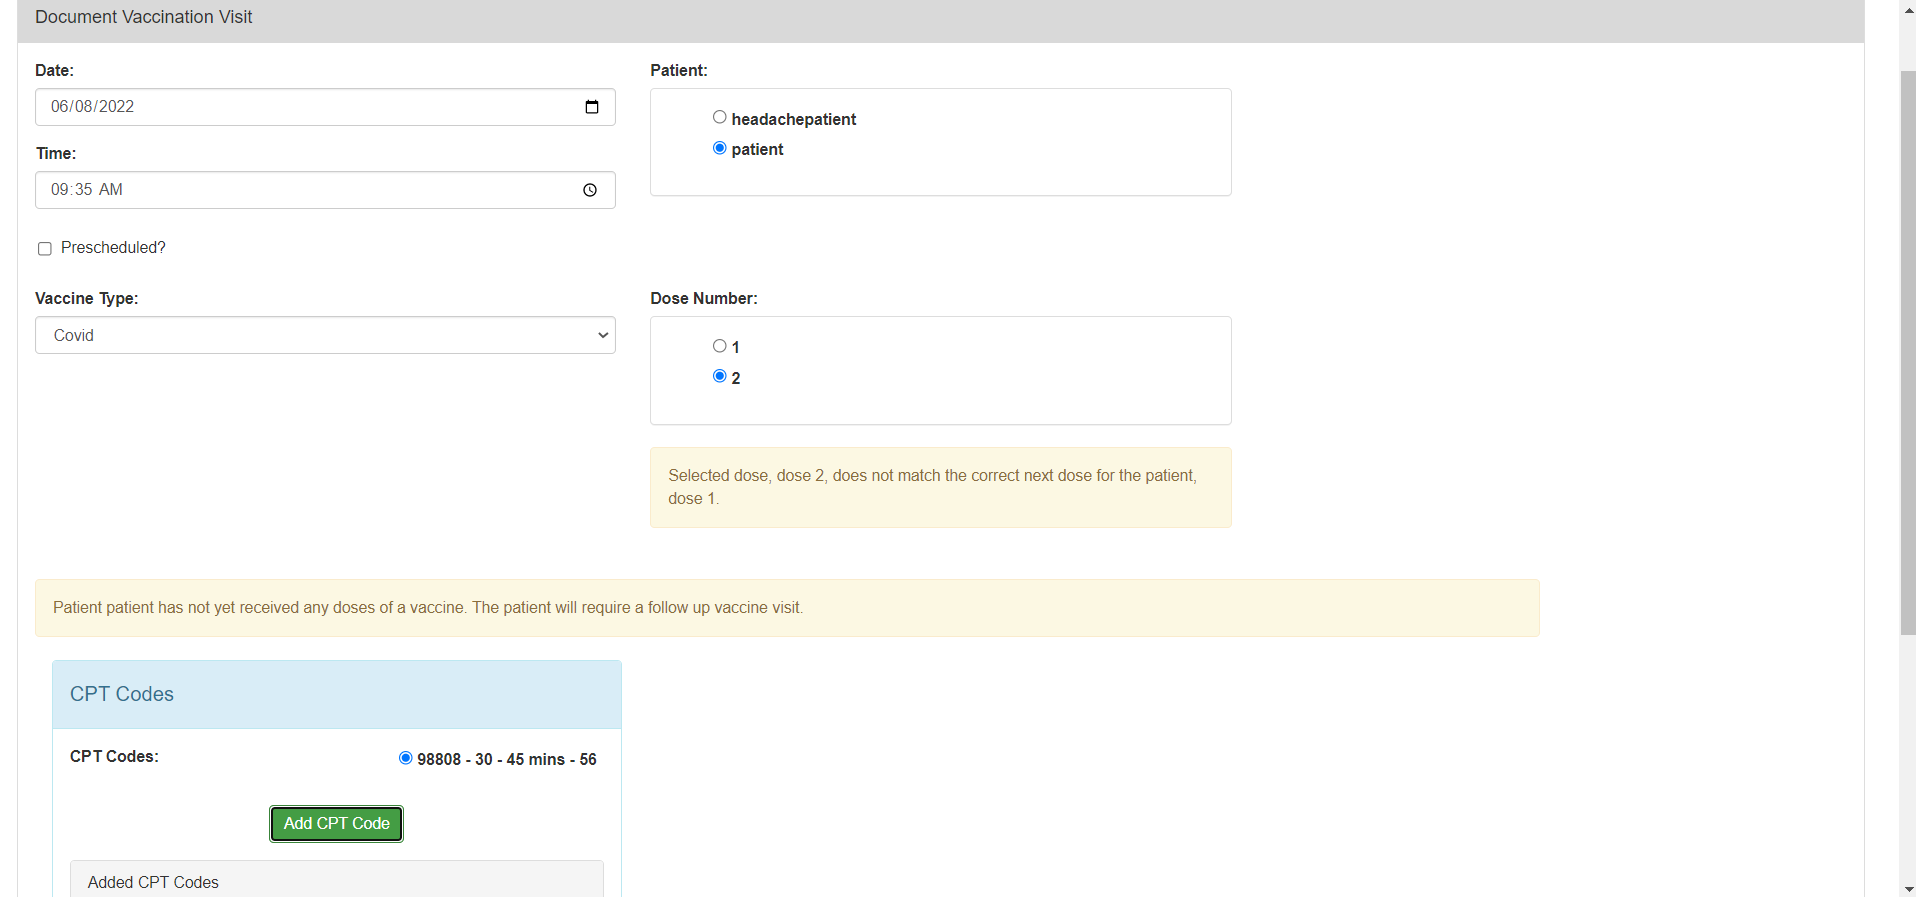 Document Vaccination Visit
Date:
06/08/2022
Patient:
headachepatient
patient
Time:
09:35 AM
Prescheduled?
Vaccine Type:
Covid
Dose Number:
1
2
Selected dose, dose 2, does not match the correct next dose for the patient,
dose 1.
Patient patient has not yet received any doses of a vaccine. The patient will require a follow up vaccine visit.
CPT Codes
CPT Codes:
98808 - 30 - 45 mins - 56
Add CPT Code
Added CPT Codes